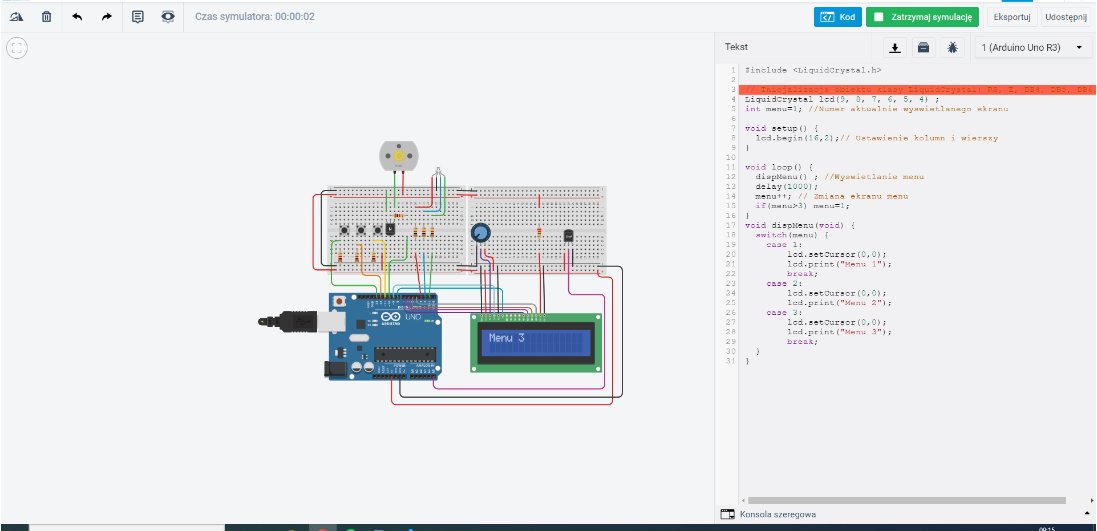 Czas symulatora: 00:00:02
Kod
Zatrzymaj symulację
Eksportuj
Udostępnij
Tekst
1 (Arduino Uno R3)
1 #include <LiquidCrystal.h>
2
3 // Inicjalizacja obiektu klasy LiquidCrystal: RS, E, DB4, DB5, DB6,
4 LiquidCrystal lcd(9, 8, 7, 6, 5, 4) ;
5 int menu=1; //Numer aktualnie wyswietlanego ekranu
6
7 void setup() {
8 lcd.begin(16,2);// Ustawienie kolumn i wierszy
9 }
10
11 void loop() {
12 dispMenu() ; //Wyswietlanie menu
13 delay(1000);
14 menu++; // Zmiana ekranu menu
15 if(menu>3) menu=1;
16 }
17 void dispMenu(void) {
18 switch(menu) {
19 case 1:
20 lcd.setCursor(0,0);
21 lcd.print("Menu 1");
22 break;
23 case 2:
24 lcd.setCursor(0,0);
25 lcd.print("Menu 2");
26 case 3:
27 lcd.setCursor(0,0);
28 lcd.print("Menu 3");
29 break;
30 }
31 }
UNO
ARDUINO
Menu 3
Konsola szeregowa
09:15